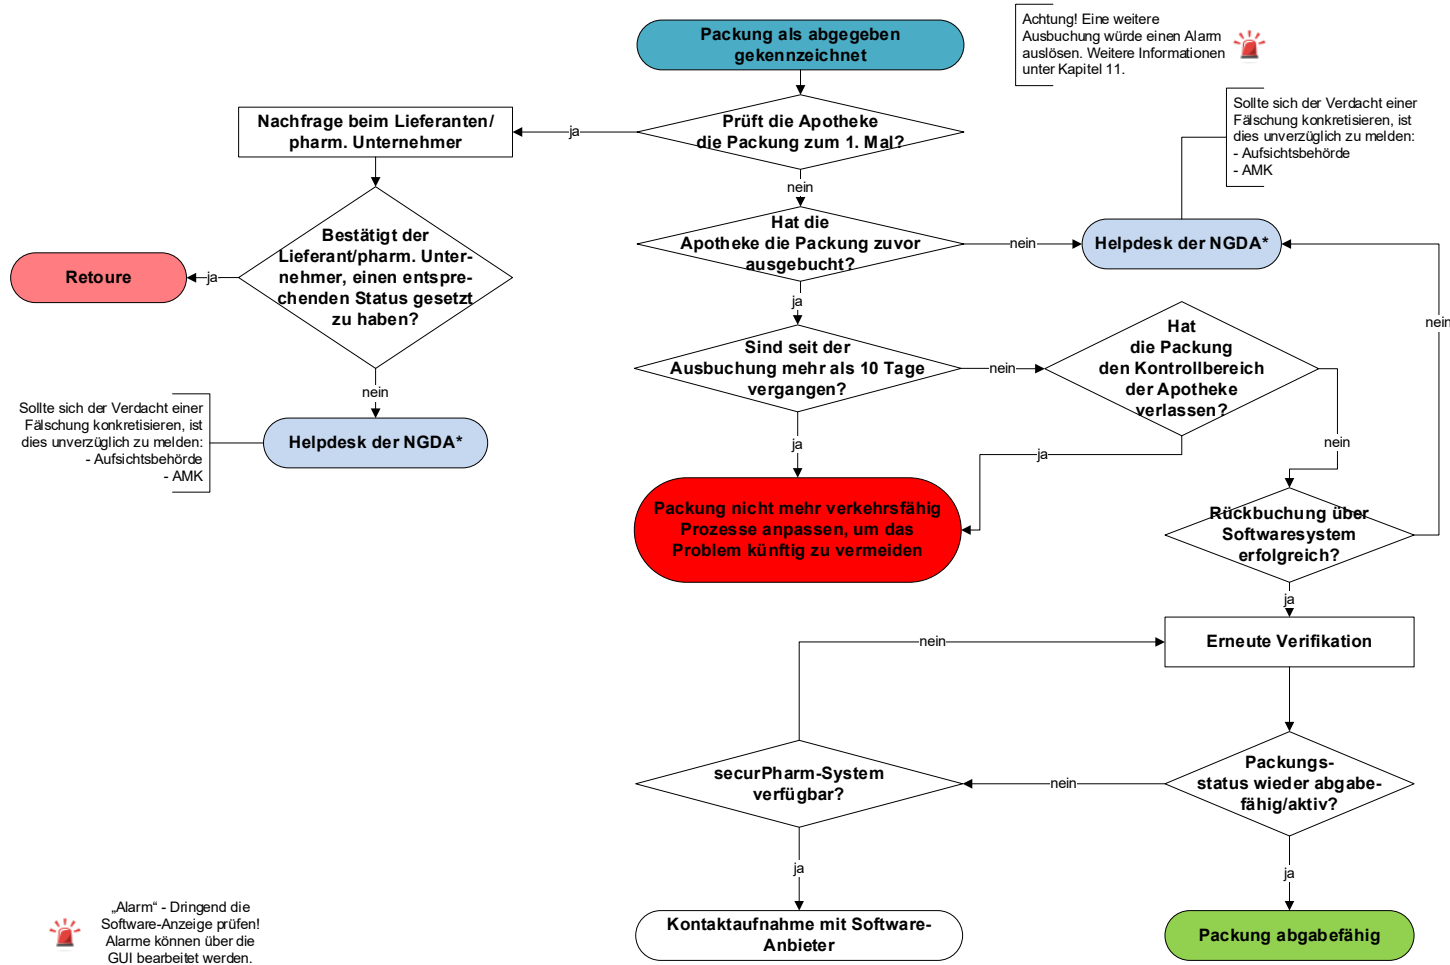 Packung als abgegeben
gekennzeichnet
Achtung! Eine weitere
Ausbuchung würde einen Alarm
auslösen. Weitere Informationen
unter Kapitel 11.
Prüft die Apotheke
die Packung zum 1. Mal?
ja
Nachfrage beim Lieferanten/
pharm. Unternehmer
Sollte sich der Verdacht einer
Fälschung konkretisieren, ist
dies unverzüglich zu melden:
- Aufsichtsbehörde
- AMK
nein
Hat die
Apotheke die Packung zuvor
ausgebucht?
nein
Helpdesk der NGDA*
Bestätigt der
Lieferant/pharm. Unter-
nehmer, einen entspre-
chenden Status gesetzt
zu haben?
ja
Retoure
ja
nein
Sind seit der
Ausbuchung mehr als 10 Tage
vergangen?
nein
Hat
die Packung
den Kontrollbereich
der Apotheke
verlassen?
nein
Sollte sich der Verdacht einer
Fälschung konkretisieren, ist
dies unverzüglich zu melden:
- Aufsichtsbehörde
- AMK
Helpdesk der NGDA*
ja
ja
nein
Packung nicht mehr verkehrsfähig
Prozesse anpassen, um das
Problem künftig zu vermeiden
Rückbuchung über
Softwaresystem
erfolgreich?
ja
nein
Erneute Verifikation
securPharm-System
verfügbar?
nein
Packungs-
status wieder abgabe-
fähig/aktiv?
ja
ja
Kontaktaufnahme mit Software-
Anbieter
Packung abgabefähig
„Alarm“ - Dringend die
Software-Anzeige prüfen!
Alarme können über die
GUI bearbeitet werden.